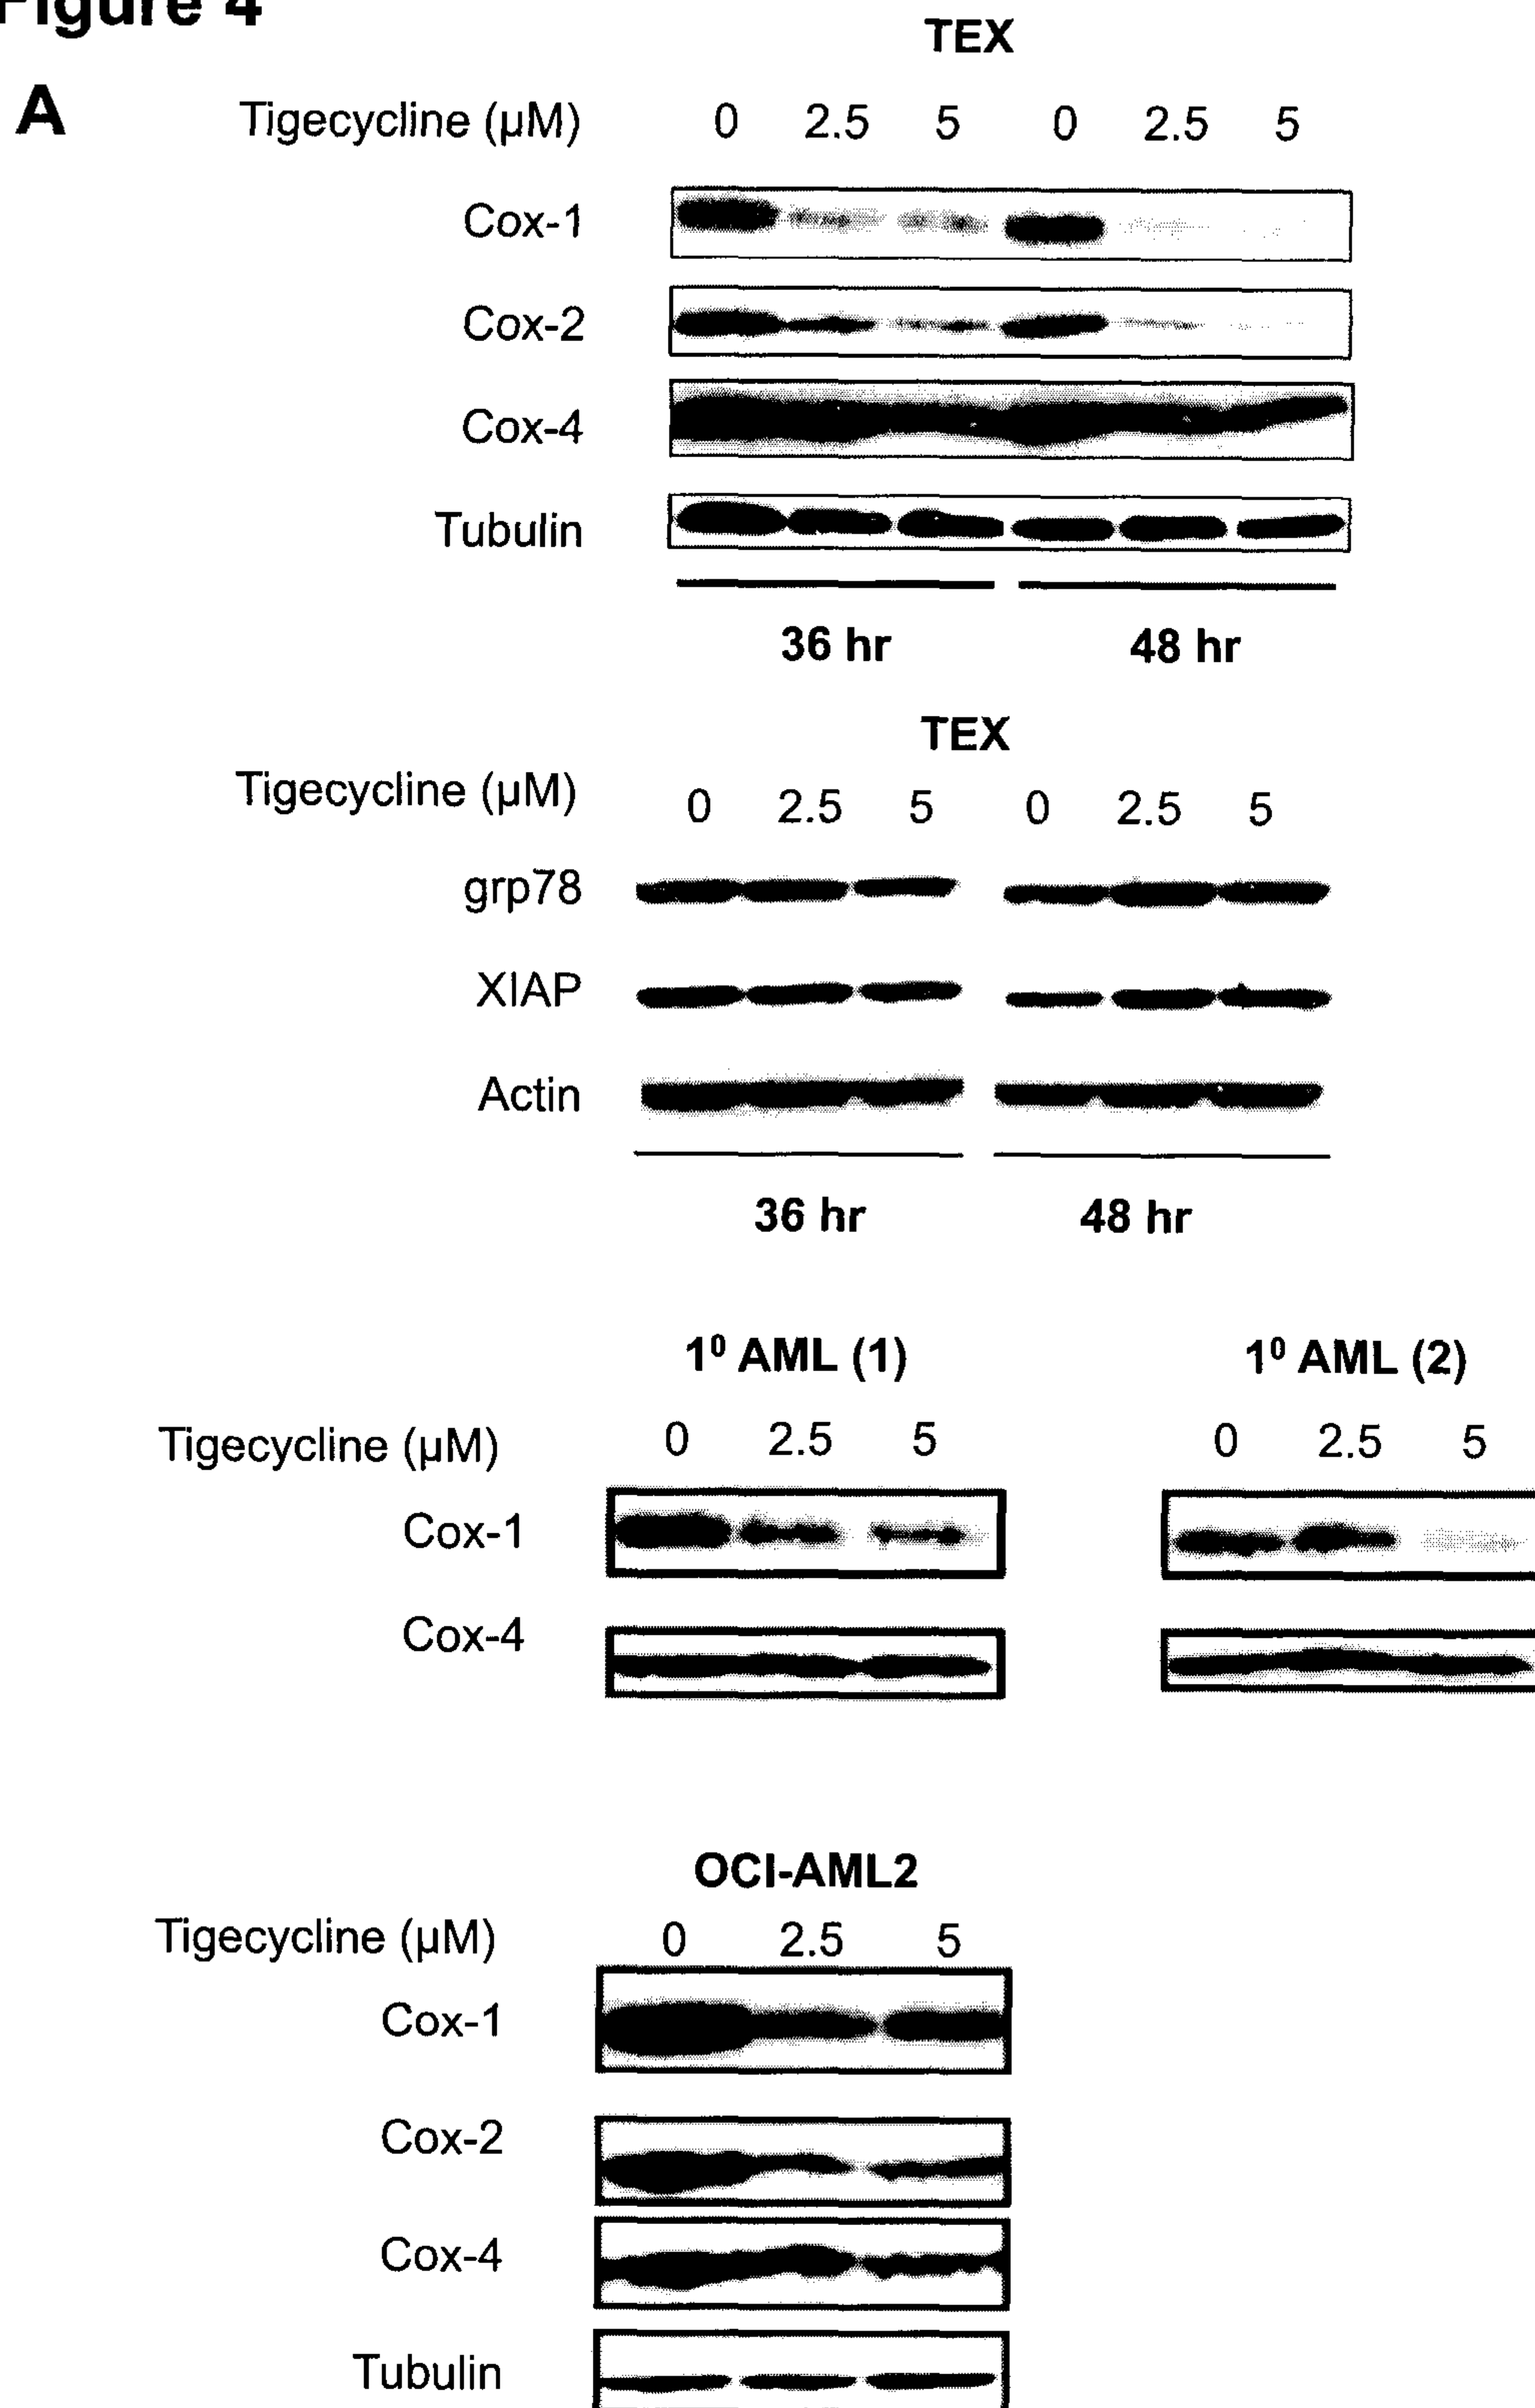 Figure 4
TEX
A
Tigecycline (µM) 0 2.5 5 0 2.5 5
Cox-1
Cox-2
Cox-4
Tubulin
36 hr 48 hr
TEX
Tigecycline (µM) 0 2.5 5 0 2.5 5
grp78
XIAP
Actin
36 hr 48 hr
1⁰ AML (1) 1⁰ AML (2)
Tigecycline (µM) 0 2.5 5 0 2.5 5
Cox-1
Cox-4
OCI-AML2
Tigecycline (µM) 0 2.5 5
Cox-1
Cox-2
Cox-4
Tubulin